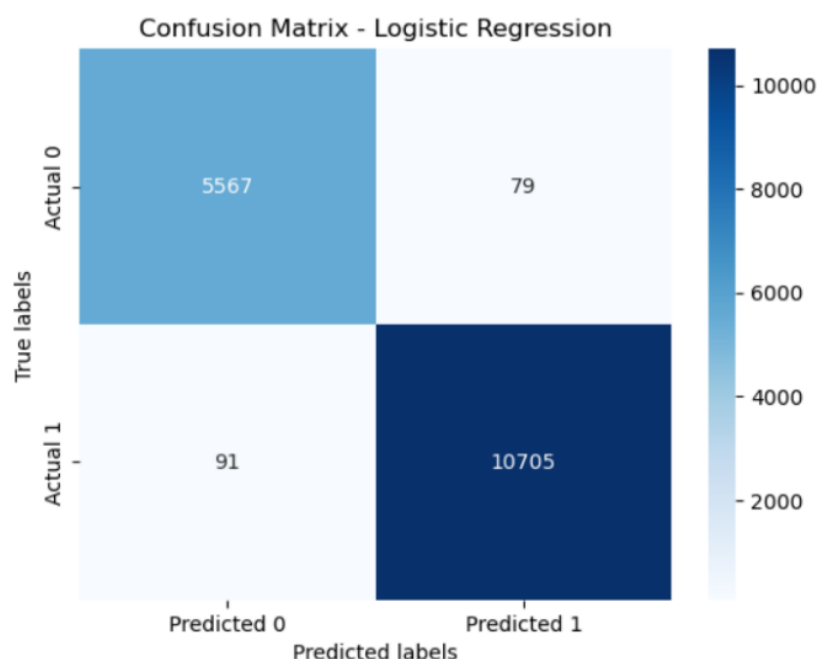 Confusion Matrix - Logistic Regression
Actual 0
5567
79
10000
8000
6000
True labels
4000
Actual 1
91
10705
2000
Predicted 0
Predicted 1
Predicted labels